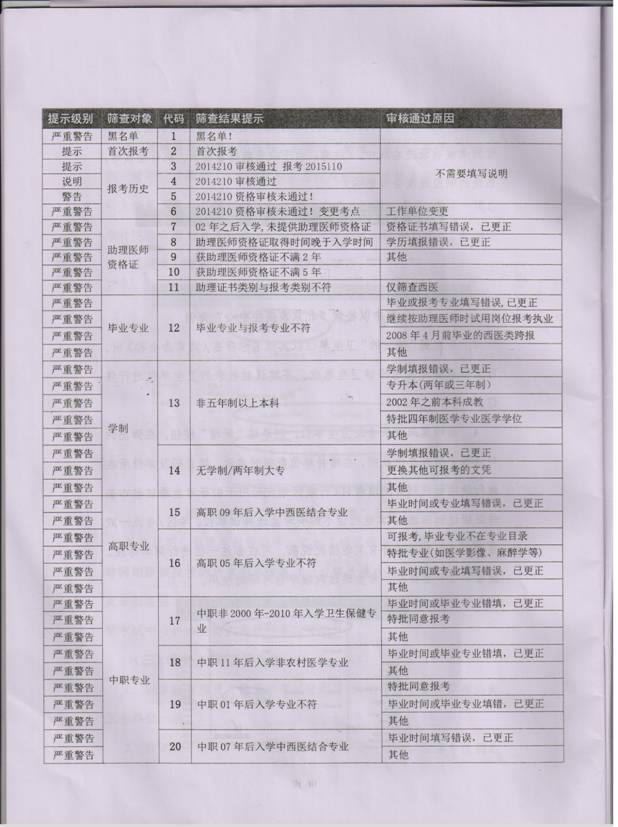 提示级别 筛查对象 代码 筛查结果提示 审核通过原因
严重警告 黑名单 1 黑名单!
提示 首次报考 2 首次报考
不需要填写说明
提示 报考历史 3 2014210 审核通过 报考 2015110
说明 4 2014210 审核通过
警告 5 2014210 资格审核未通过!
严重警告 6 2014210 资格审核未通过! 变更考点 工作单位变更
严重警告 助理医师资格证 7 02 年之后入学,未提供助理医师资格证 资格证书填写错误，已更正
严重警告 8 助理医师资格证取得时间晚于入学时间 学历填报错误，已更正
严重警告 9 获助理医师资格证不满 2 年 其他
严重警告 10 获助理医师资格证不满 5 年
严重警告 11 助理证书类别与报考类别不符 仅筛查西医
严重警告 毕业专业 12 毕业专业与报考专业不符 毕业或报考专业填写错误,已更正
严重警告 继续按助理医师时试用岗位报考执业
严重警告 2008 年 4 月前毕业的西医类跨报
严重警告 其他
严重警告 学制 13 非五年制以上本科 学制填报错误，已更正
严重警告 专升本(两年或三年制)
严重警告 2002 年之前本科成教
严重警告 特批四年制医学专业医学学位
严重警告 其他
严重警告 14 无学制/两年制大专 学制填报错误，已更正
严重警告 更换其他可报考的文凭
严重警告 其他
严重警告 高职专业 15 高职 09 年后入学中西医结合专业 毕业时间或专业填写错误，已更正
严重警告 其他
严重警告 16 高职 05 年后入学专业不符 可报考,毕业专业不在专业目录
严重警告 特批专业(如医学影像、麻醉学等)
严重警告 毕业时间或专业填写错误，已更正
严重警告 其他
严重警告 中职专业 17 中职非 2000 年-2010 年入学卫生保健专业 毕业时间或毕业专业错填，已更正
严重警告 特批同意报考
严重警告 其他
严重警告 18 中职 11 年后入学非农村医学专业 毕业时间或毕业专业错填，已更正
严重警告 其他
严重警告 19 中职 01 年后入学专业不符 特批同意报考
严重警告 毕业时间或毕业专业填错，已更正
严重警告 其他
严重警告 20 中职 07 年后入学中西医结合专业 毕业时间填写错误，已更正
严重警告 其他